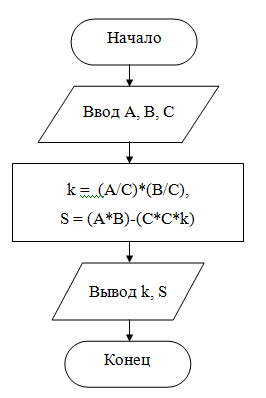 Начало
Ввод A, B, C
k = (A/C)*(B/C),
S = (A*B)-(C*C*k)
Вывод k, S
Конец